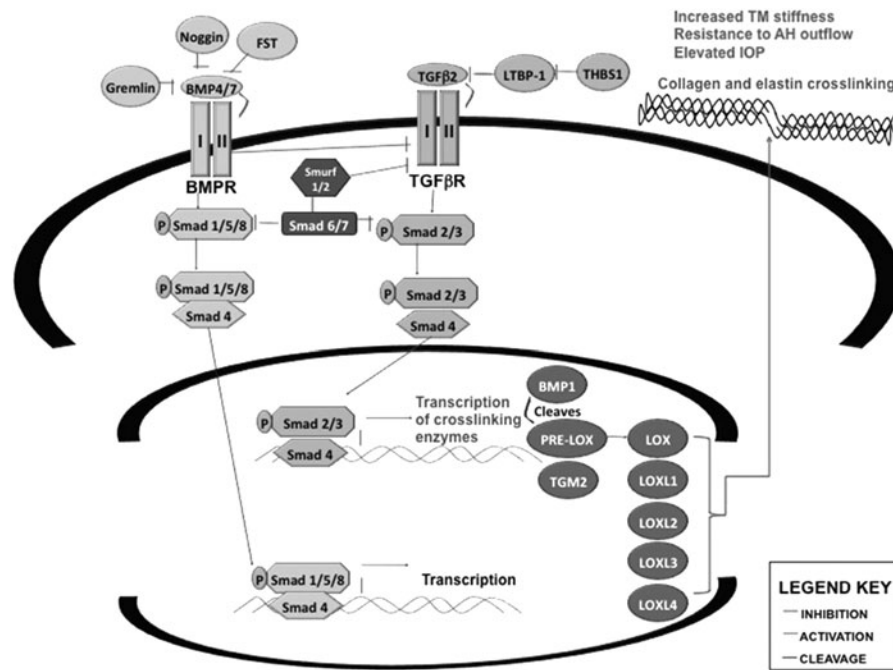 Increased TM stiffness
Resistance to AH outflow
Elevated IOP
Collagen and elastin crosslinking
Noggin
FST
Gremlin
BMP4/7
TGFβ2
LTBP-1
THBS1
I II
BMPR
I II
TGFβR
Smurf
1/2
Smad 6/7
P Smad 1/5/8
P Smad 2/3
P Smad 1/5/8
Smad 4
P Smad 2/3
Smad 4
P Smad 2/3
Smad 4
Transcription
of crosslinking
enzymes
BMP1
Cleaves
PRE-LOX
TGM2
LOX
LOXL1
LOXL2
LOXL3
LOXL4
P Smad 1/5/8
Smad 4
Transcription
LEGEND KEY
INHIBITION
ACTIVATION
CLEAVAGE